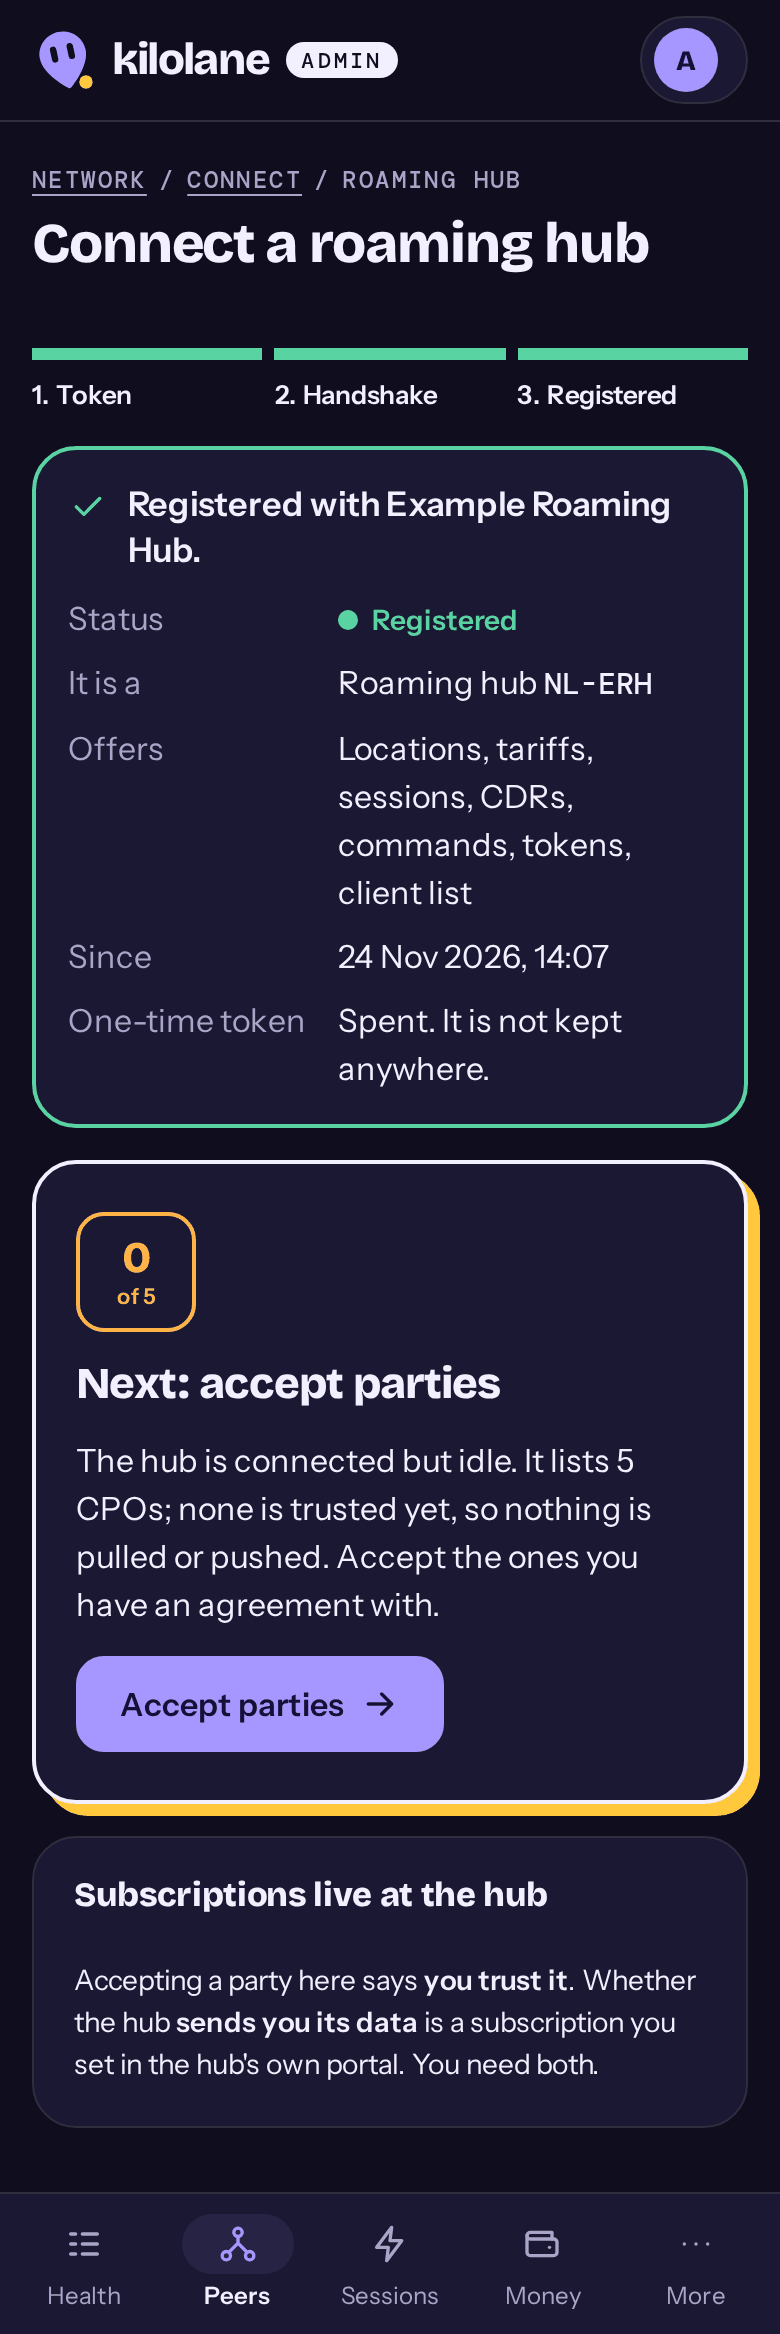 kilolane ADMIN
A
NETWORK / CONNECT / ROAMING HUB
Connect a roaming hub
1. Token
2. Handshake
3. Registered
Registered with Example Roaming
Hub.
Status
Registered
It is a
Roaming hub NL-ERH
Offers
Locations, tariffs,
sessions, CDRs,
commands, tokens,
client list
Since
24 Nov 2026, 14:07
One-time token
Spent. It is not kept
anywhere.
0
of 5
Next: accept parties
The hub is connected but idle. It lists 5
CPOs; none is trusted yet, so nothing is
pulled or pushed. Accept the ones you
have an agreement with.
Accept parties
Subscriptions live at the hub
Accepting a party here says you trust it. Whether
the hub sends you its data is a subscription you
set in the hub's own portal. You need both.
Health
Peers
Sessions
Money
More